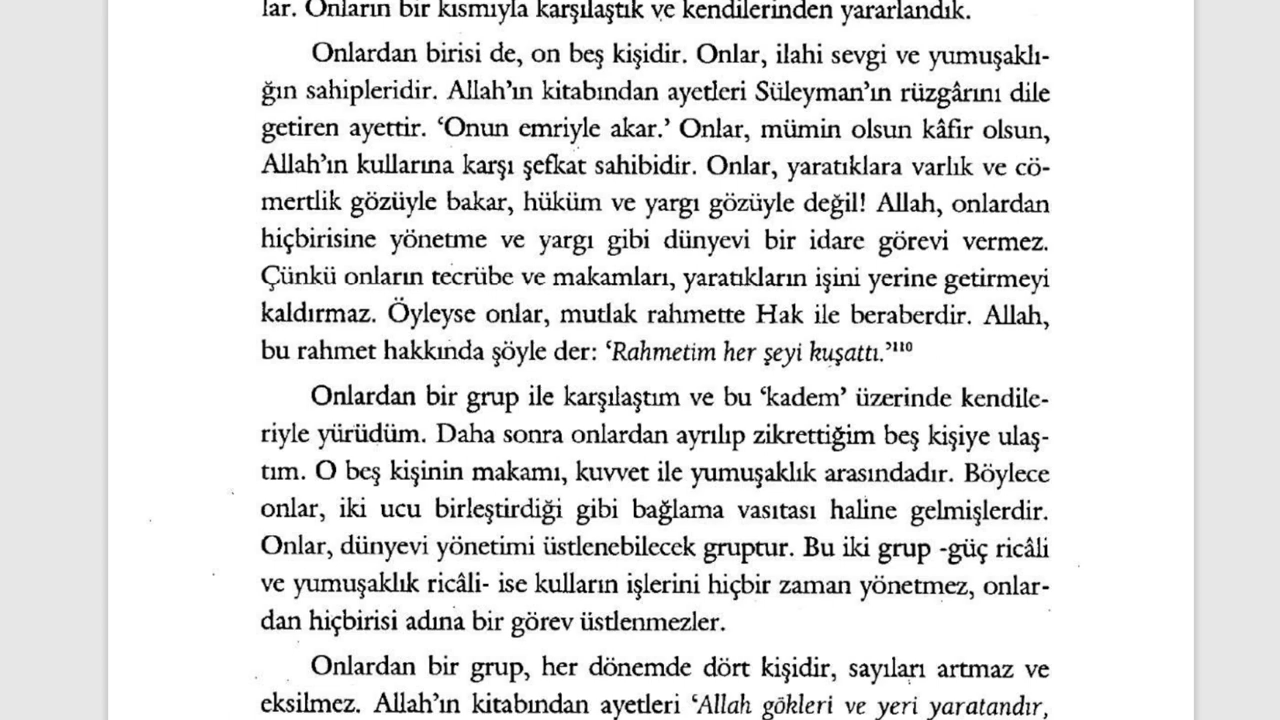 lar. Onların bir kısmıyla karşılaştık ve kendilerinden yararlandık.
Onlardan birisi de, on beş kişidir. Onlar, ilahi sevgi ve yumuşaklı-
ğın sahipleridir. Allah’ın kitabından ayetleri Süleyman’ın rüzgârını dile
getiren ayettir. ‘Onun emriyle akar.’ Onlar, mümin olsun kâfir olsun,
Allah’ın kullarına karşı şefkat sahibidir. Onlar, yaratıklara varlık ve cö-
mertlik gözüyle bakar, hüküm ve yargı gözüyle değil! Allah, onlardan
hiçbirisine yönetme ve yargı gibi dünyevi bir idare görevi vermez.
Çünkü onların tecrübe ve makamları, yaratıkların işini yerine getirmeyi
kaldırmaz. Öyleyse onlar, mutlak rahmette Hak ile beraberdir. Allah,
bu rahmet hakkında şöyle der: ‘Rahmetim her şeyi kuşattı.’110
Onlardan bir grup ile karşılaştım ve bu ‘kadem’ üzerinde kendile-
riyle yürüdüm. Daha sonra onlardan ayrılıp zikrettiğim beş kişiye ulaş-
tım. O beş kişinin makamı, kuvvet ile yumuşaklık arasındadır. Böylece
onlar, iki ucu birleştirdiği gibi bağlama vasıtası haline gelmişlerdir.
Onlar, dünyevi yönetimi üstlenebilecek gruptur. Bu iki grup -güç ricâli
ve yumuşaklık ricâli- ise kulların işlerini hiçbir zaman yönetmez, onlar-
dan hiçbirisi adına bir görev üstlenmezler.
Onlardan bir grup, her dönemde dört kişidir, sayıları artmaz ve
eksilmez. Allah’ın kitabından ayetleri ‘Allah gökleri ve yeri yaratandır,